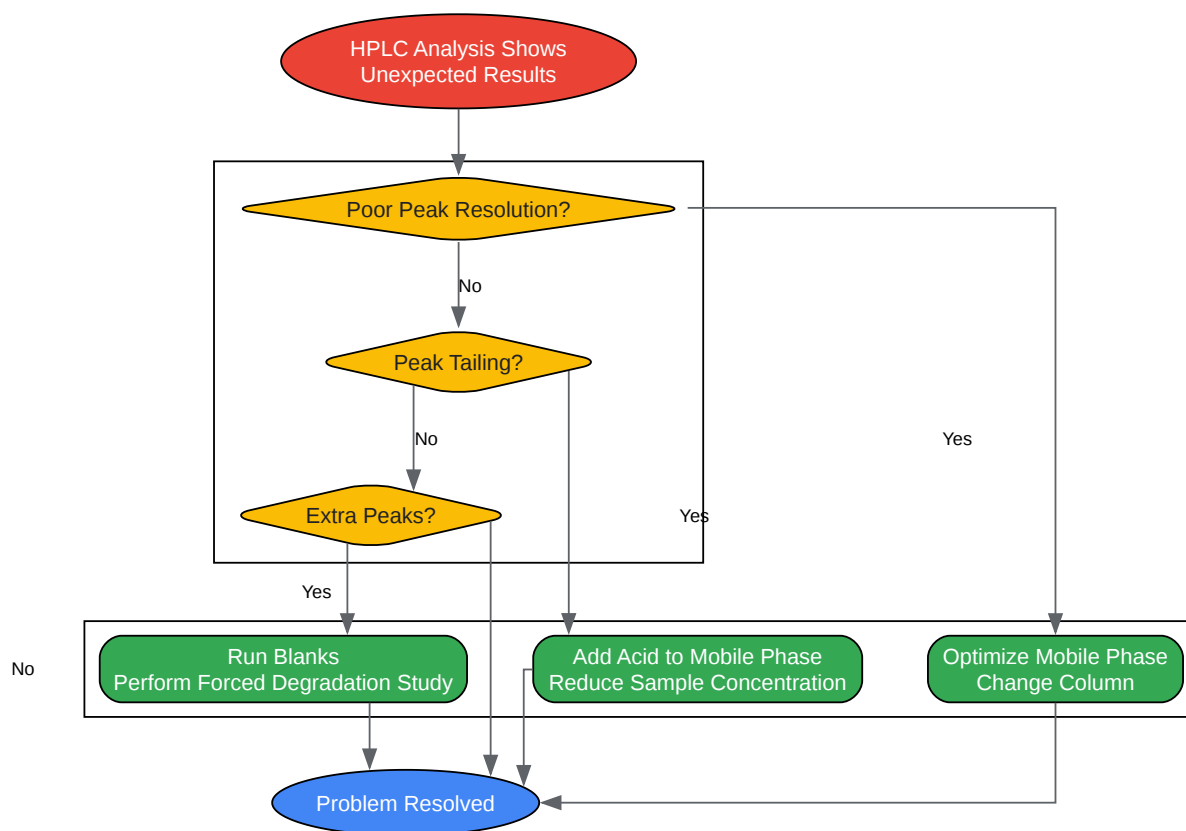 HPLC Analysis Shows
Unexpected Results
Poor Peak Resolution?
No
Peak Tailing?
No
Yes
Extra Peaks?
Yes
Yes
No
Run Blanks
Perform Forced Degradation Study
Add Acid to Mobile Phase
Reduce Sample Concentration
Optimize Mobile Phase
Change Column
Problem Resolved